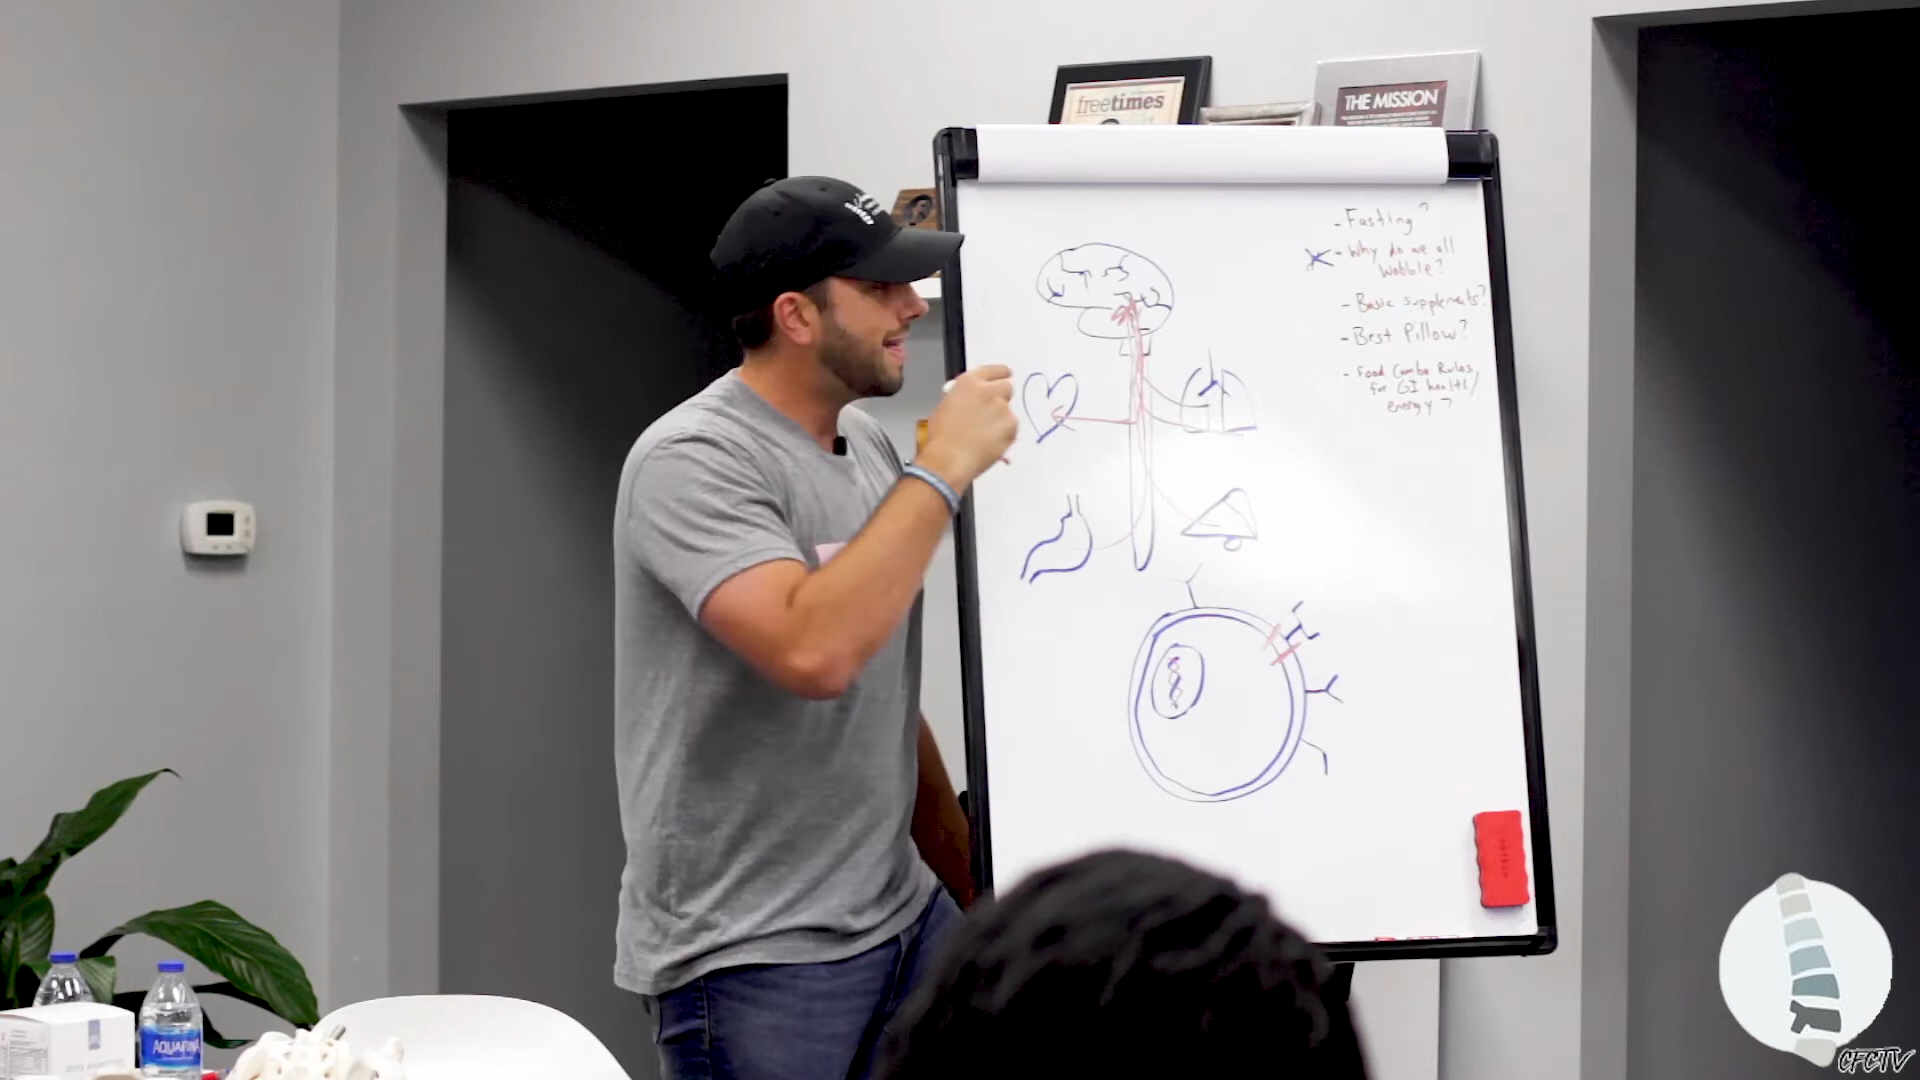 freetimes
THE MISSION
- Fasting?
- Why do we all
Wobble?
- Basic supplements?
- Best Pillow?
- Food Combo Rules
for GI health/
energy?
AQUAFINA
CFCTV